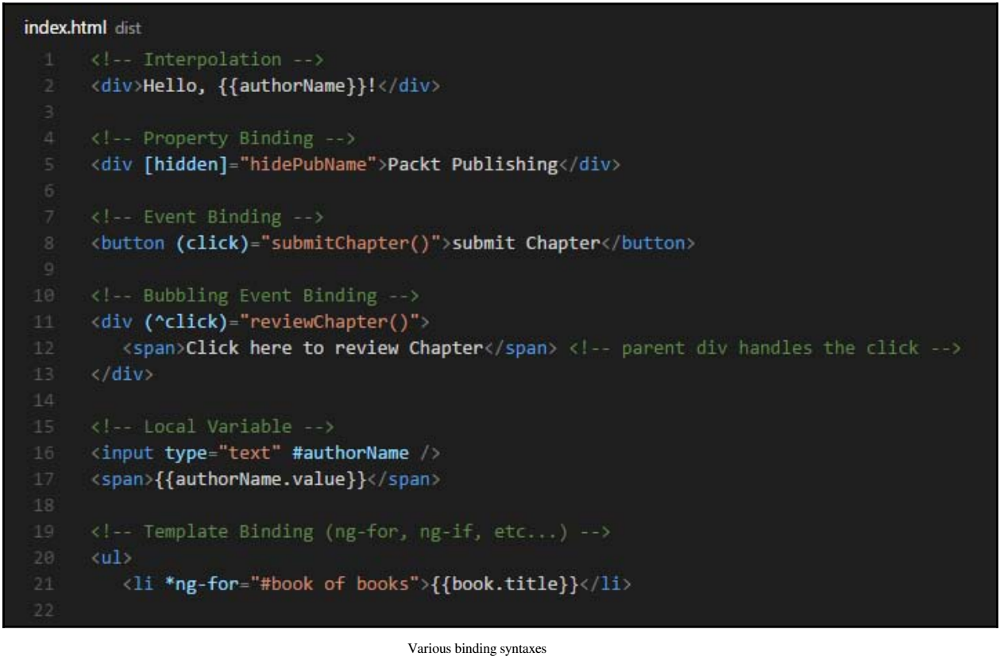 index.html dist
1 <!-- Interpolation -->
2 <div>Hello, {{authorName}}!</div>
3
4 <!-- Property Binding -->
5 <div [hidden]="hidePubName">Packt Publishing</div>
6
7 <!-- Event Binding -->
8 <button (click)="submitChapter()">submit Chapter</button>
9
10 <!-- Bubbling Event Binding -->
11 <div (^click)="reviewChapter()">
12    <span>Click here to review Chapter</span> <!-- parent div handles the click -->
13 </div>
14
15 <!-- Local Variable -->
16 <input type="text" #authorName />
17 <span>{{authorName.value}}</span>
18
19 <!-- Template Binding (ng-for, ng-if, etc...) -->
20 <ul>
21    <li *ng-for="#book of books">{{book.title}}</li>
22
Various binding syntaxes